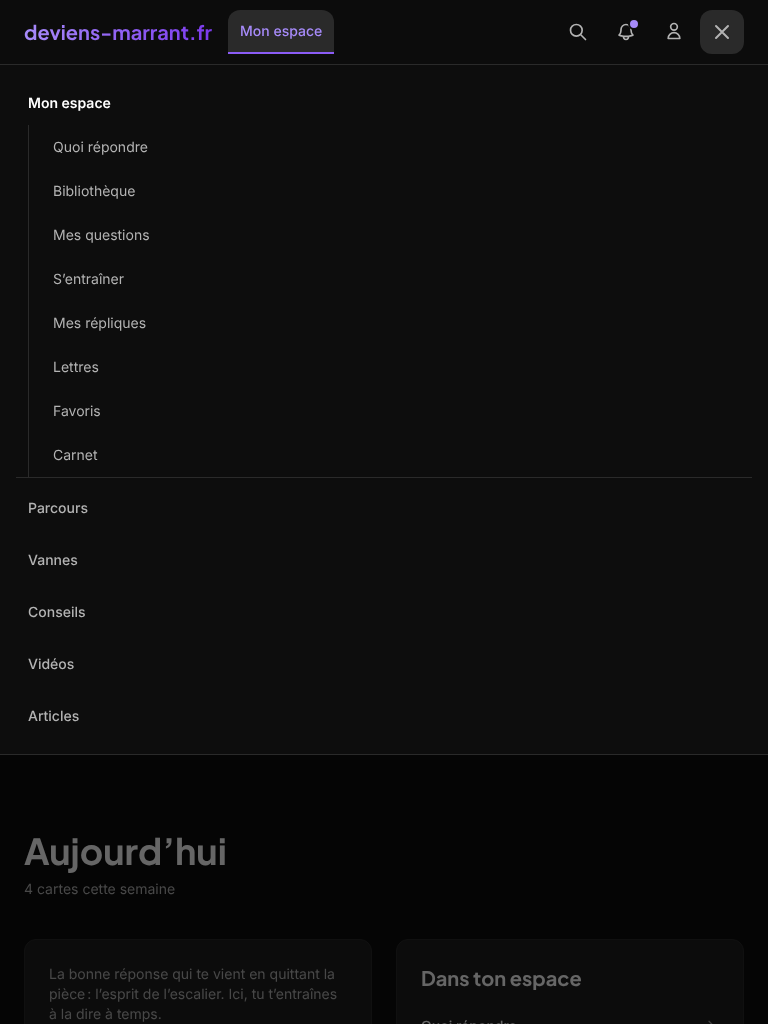 deviens-marrant.fr
Mon espace
Mon espace
Quoi répondre
Bibliothèque
Mes questions
S’entraîner
Mes répliques
Lettres
Favoris
Carnet
Parcours
Vannes
Conseils
Vidéos
Articles
Aujourd’hui
4 cartes cette semaine
La bonne réponse qui te vient en quittant la
pièce : l’esprit de l’escalier. Ici, tu t’entraînes
à la dire à temps.
Dans ton espace
Quoi répondre